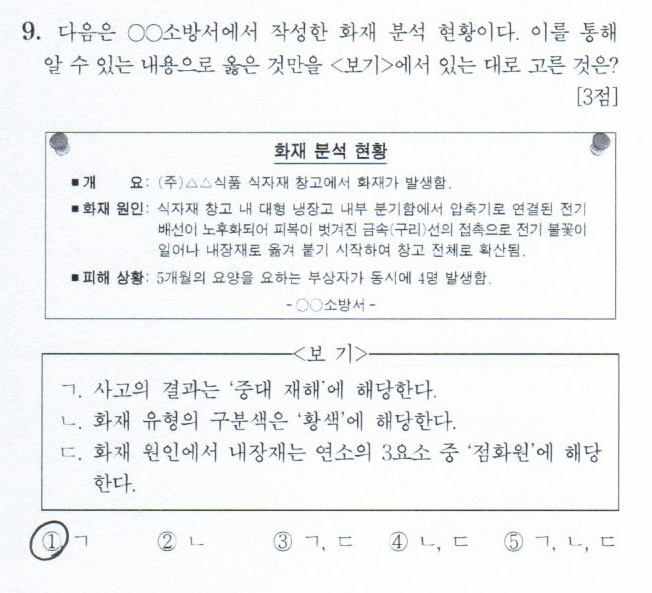 9. 다음은 ○○소방서에서 작성한 화재 분석 현황이다. 이를 통해
알 수 있는 내용으로 옳은 것만을 <보기>에서 있는 대로 고른 것은?
[3점]
화재 분석 현황
■ 개 요: (주)△△식품 식자재 창고에서 화재가 발생함.
■ 화재 원인: 식자재 창고 내 대형 냉장고 내부 분기함에서 압축기로 연결된 전기
배선이 노후화되어 피복이 벗겨진 금속(구리)선의 접촉으로 전기 불꽃이
일어나 내장재로 옮겨 붙기 시작하여 창고 전체로 확산됨.
■ 피해 상황: 5개월의 요양을 요하는 부상자가 동시에 4명 발생함.
- ○○소방서 -
<보 기>
ㄱ. 사고의 결과는 '중대 재해'에 해당한다.
ㄴ. 화재 유형의 구분색은 '황색'에 해당한다.
ㄷ. 화재 원인에서 내장재는 연소의 3요소 중 '점화원'에 해당
한다.
① ㄱ ② ㄴ ③ ㄱ, ㄷ ④ ㄴ, ㄷ ⑤ ㄱ, ㄴ, ㄷ